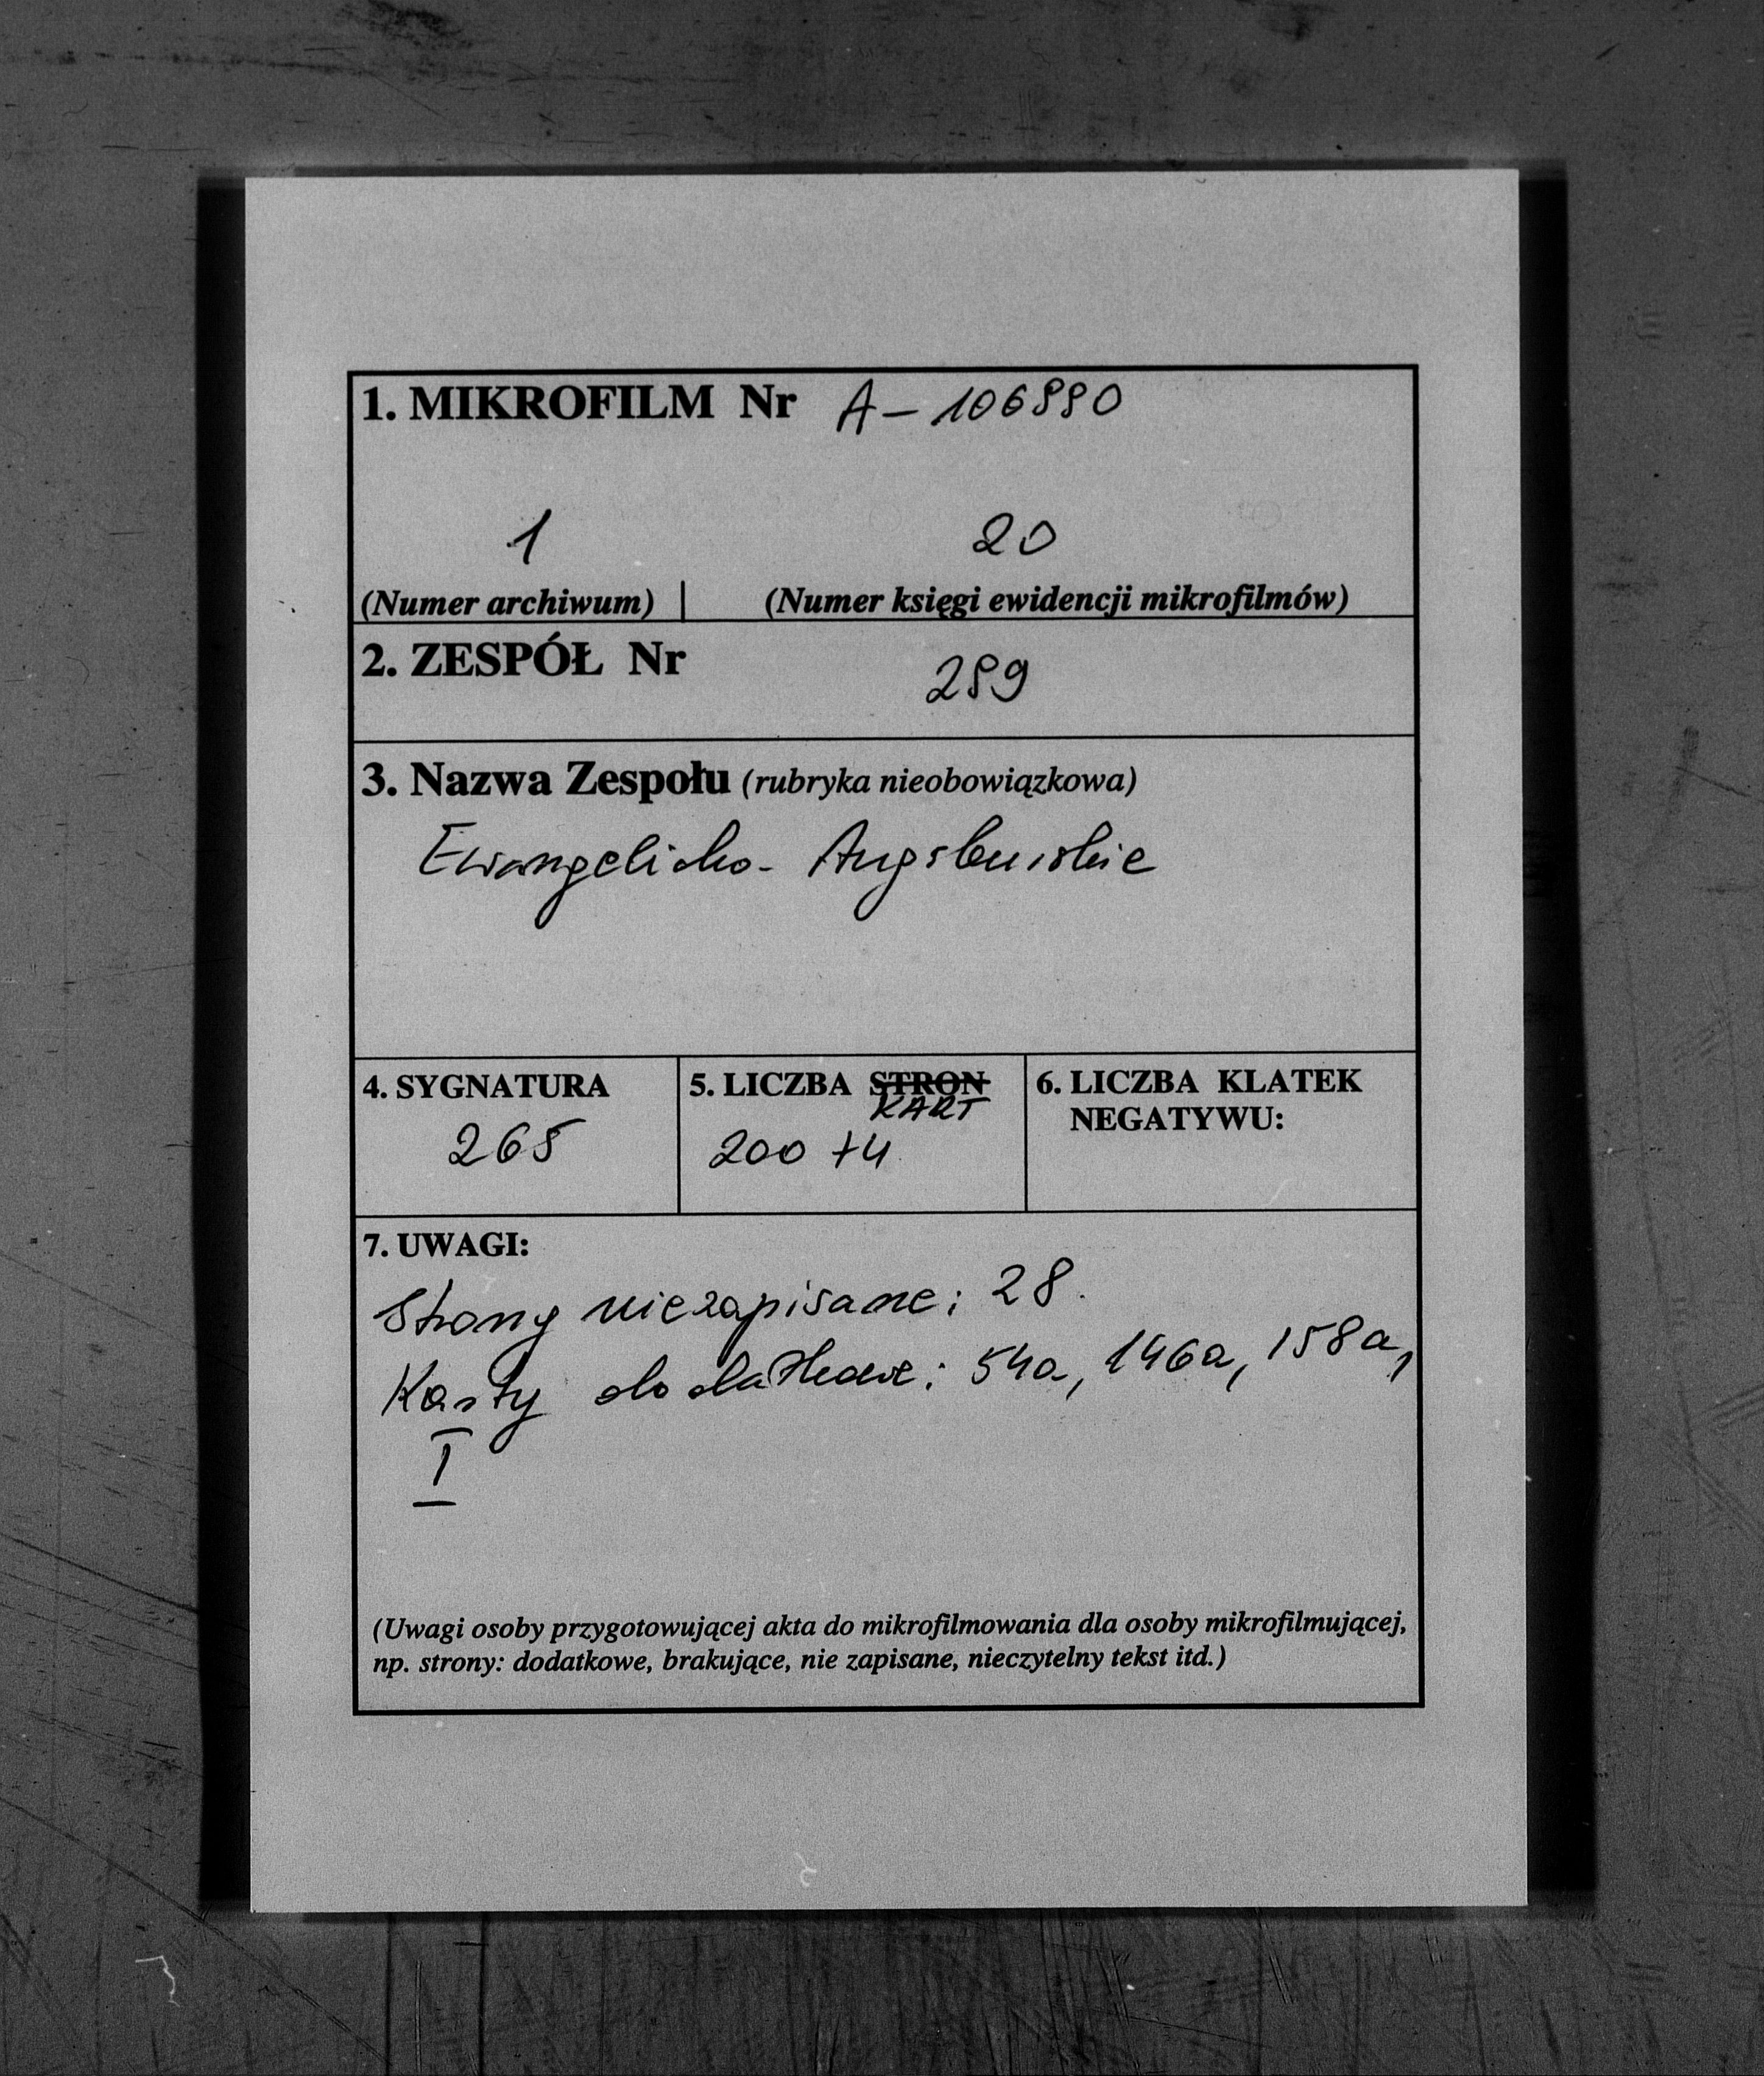 1. MIKROFILM Nr A – 106880
1 20
(Numer archiwum) | (Numer księgi ewidencji mikrofilmów)
2. ZESPÓŁ Nr 289
3. Nazwa Zespołu (rubryka nieobowiązkowa)
Ewangelicko - Augsburskie
4. SYGNATURA
265
5. LICZBA STRON
KART
200 +4
6. LICZBA KLATEK
NEGATYWU:
7. UWAGI:
Strony niezapisane: 28.
Karty dodatkowe: 54a, 146a, 158a,
I
(Uwagi osoby przygotowującej akta do mikrofilmowania dla osoby mikrofilmującej,
np. strony: dodatkowe, brakujące, nie zapisane, nieczytelny tekst itd.)